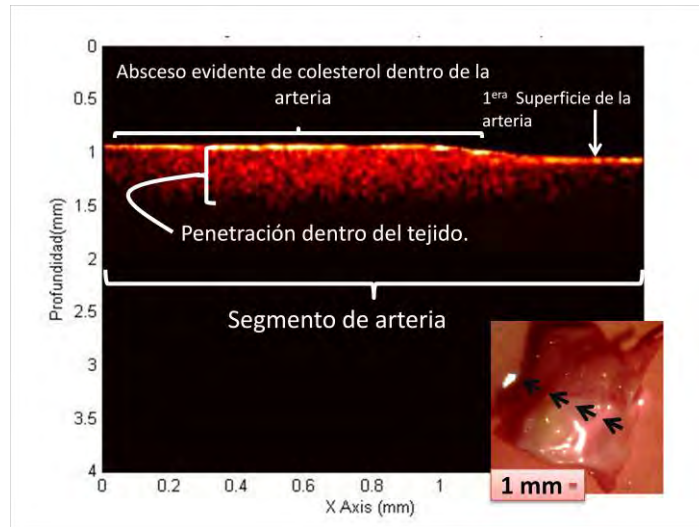 Absceso evidente de colesterol dentro de la
arteria
1era Superficie de la
arteria
Penetración dentro del tejido.
Segmento de arteria
1 mm
Profundidad(mm)
0
0.5
1
1.5
2
2.5
3
3.5
4
0 0.2 0.4 0.6 0.8 1
X Axis (mm)